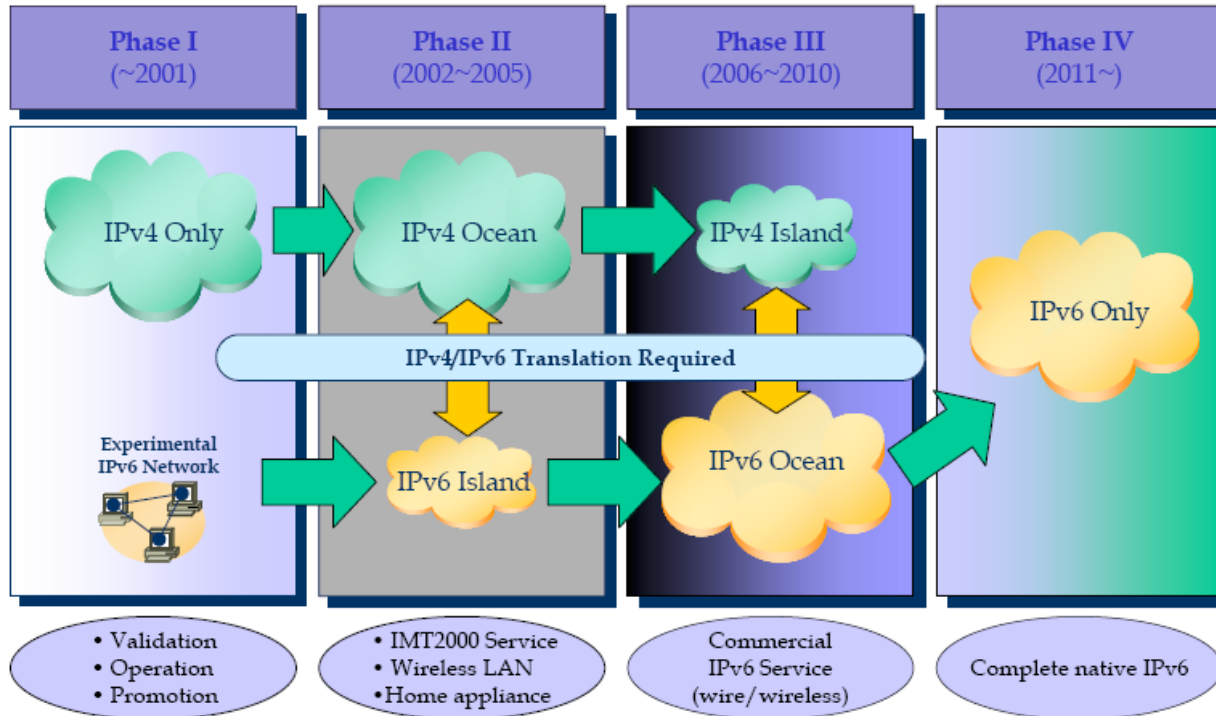 Phase I
(~2001)
Phase II
(2002~2005)
Phase III
(2006~2010)
Phase IV
(2011~)
IPv4 Only
IPv4 Ocean
IPv4 Island
IPv6 Only
IPv4/IPv6 Translation Required
Experimental
IPv6 Network
IPv6 Island
IPv6 Ocean
• Validation
• Operation
• Promotion
• IMT2000 Service
• Wireless LAN
•Home appliance
Commercial
IPv6 Service
(wire/wireless)
Complete native IPv6